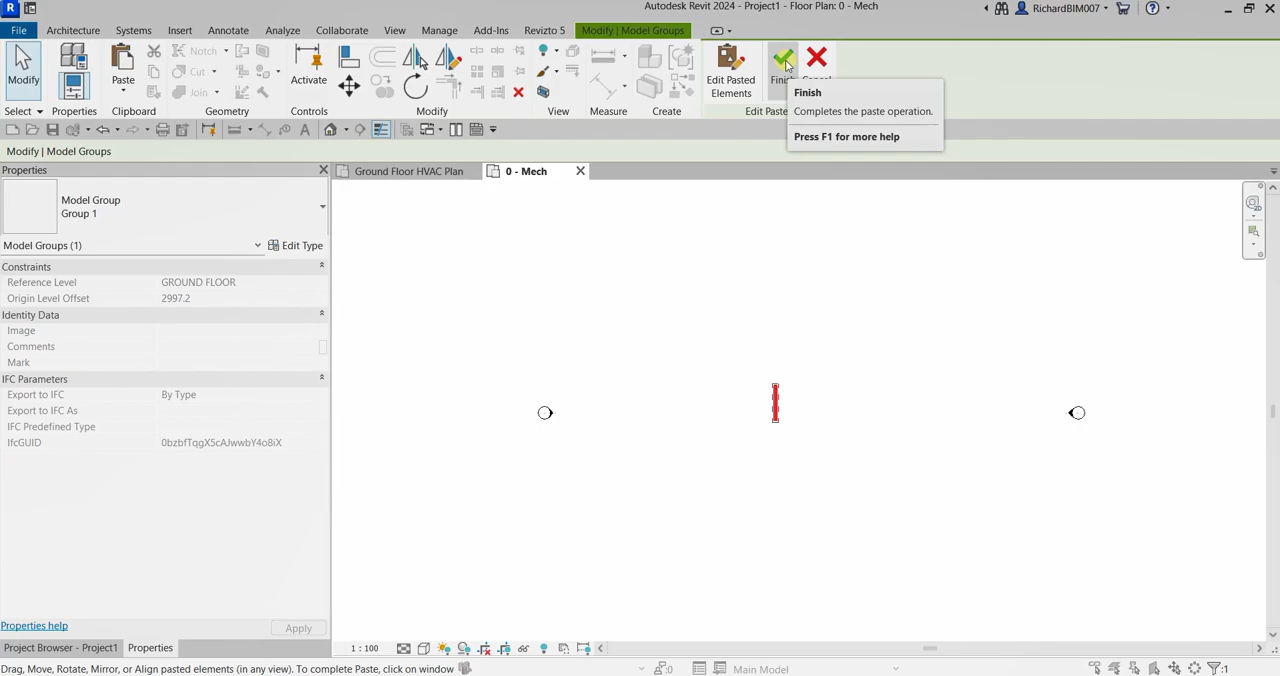 R
Autodesk Revit 2024 - Project1 - Floor Plan: 0 - Mech
RichardBIM007
File
Architecture
Systems
Insert
Annotate
Analyze
Collaborate
View
Manage
Add-Ins
Revizto 5
Modify | Model Groups
Modify
Paste
Notch
Cut
Join
Activate
Edit Pasted
Elements
Finish
Cancel
Select
Properties
Clipboard
Geometry
Controls
Modify
View
Measure
Create
Edit Paste
Finish
Completes the paste operation.
Press F1 for more help
Modify | Model Groups
Properties
Ground Floor HVAC Plan
0 - Mech
Model Group
Group 1
Model Groups (1)
Edit Type
Constraints
Reference Level GROUND FLOOR
Origin Level Offset 2997.2
Identity Data
Image
Comments
Mark
IFC Parameters
Export to IFC By Type
Export to IFC As
IFC Predefined Type
IfcGUID 0bzbfTqgX5cAJwwbY4o8iX
Properties help
Apply
Project Browser - Project1
Properties
1 : 100
Drag, Move, Rotate, Mirror, or Align pasted elements (in any view). To complete Paste, click on window
:0
Main Model
:1